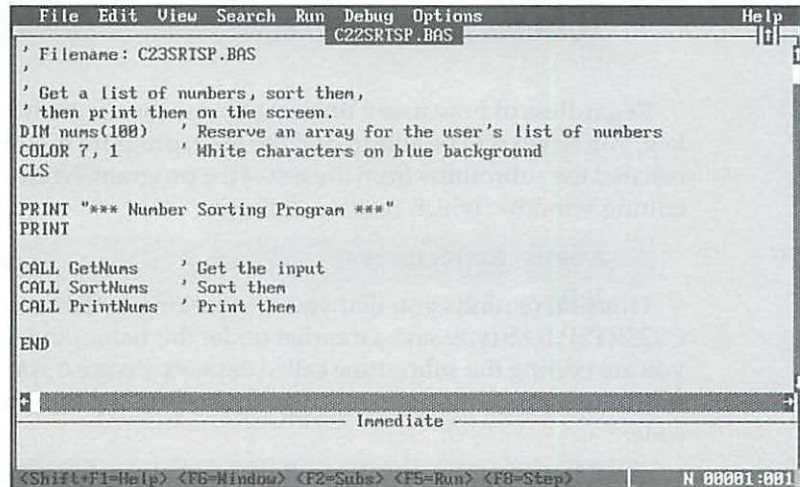 File Edit View Search Run Debug Options Help
C22SRTSP.BAS
' Filename: C23SRTSP.BAS
'
' Get a list of numbers, sort them,
' then print them on the screen.
DIM nums(100) ' Reserve an array for the user's list of numbers
COLOR 7, 1 ' White characters on blue background
CLS
PRINT "*** Number Sorting Program ***"
PRINT
CALL GetNums ' Get the input
CALL SortNums ' Sort them
CALL PrintNums ' Print them
END
Immediate
<Shift+F1=Help> <F6=Window> <F2=Subs> <F5=Run> <F8=Step> N 00001:001